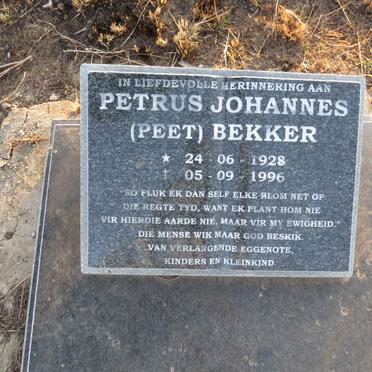 IN LIEFDEVOLLE HERINNERING AAN
PETRUS JOHANNES
(PEET) BEKKER
★ 24 - 06 - 1928
† 05 - 09 - 1996
"SO PLUK EK DAN SELF ELKE BLOM NET OP
DIE REGTE TYD, WANT EK PLANT HOM NIE
VIR HIERDIE AARDE NIE, MAAR VIR MY EWIGHEID."
DIE MENSE WIK MAAR GOD BESKIK.
VAN VERLANGENDE EGGENOTE,
KINDERS EN KLEINKIND.